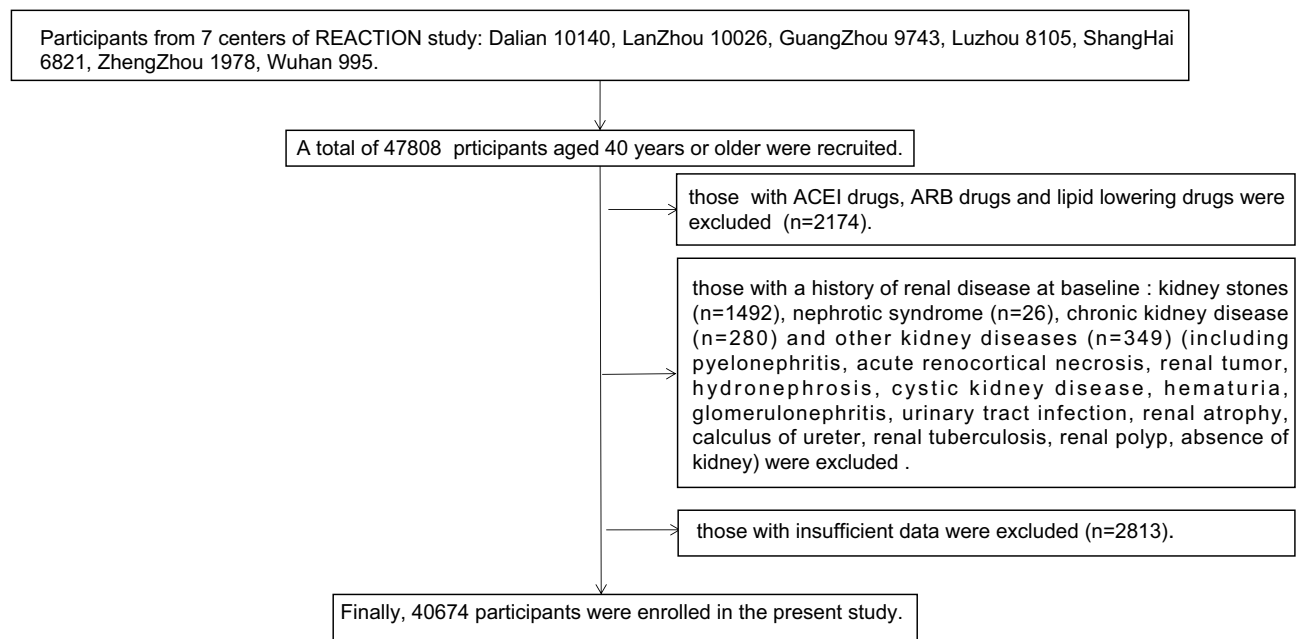 Participants from 7 centers of REACTION study: Dalian 10140, LanZhou 10026, GuangZhou 9743, Luzhou 8105, ShangHai
6821, ZhengZhou 1978, Wuhan 995.
A total of 47808 prticipants aged 40 years or older were recruited.
those with ACEI drugs, ARB drugs and lipid lowering drugs were
excluded (n=2174).
those with a history of renal disease at baseline : kidney stones
(n=1492), nephrotic syndrome (n=26), chronic kidney disease
(n=280) and other kidney diseases (n=349) (including
pyelonephritis, acute renocortical necrosis, renal tumor,
hydronephrosis, cystic kidney disease, hematuria,
glomerulonephritis, urinary tract infection, renal atrophy,
calculus of ureter, renal tuberculosis, renal polyp, absence of
kidney) were excluded .
those with insufficient data were excluded (n=2813).
Finally, 40674 participants were enrolled in the present study.